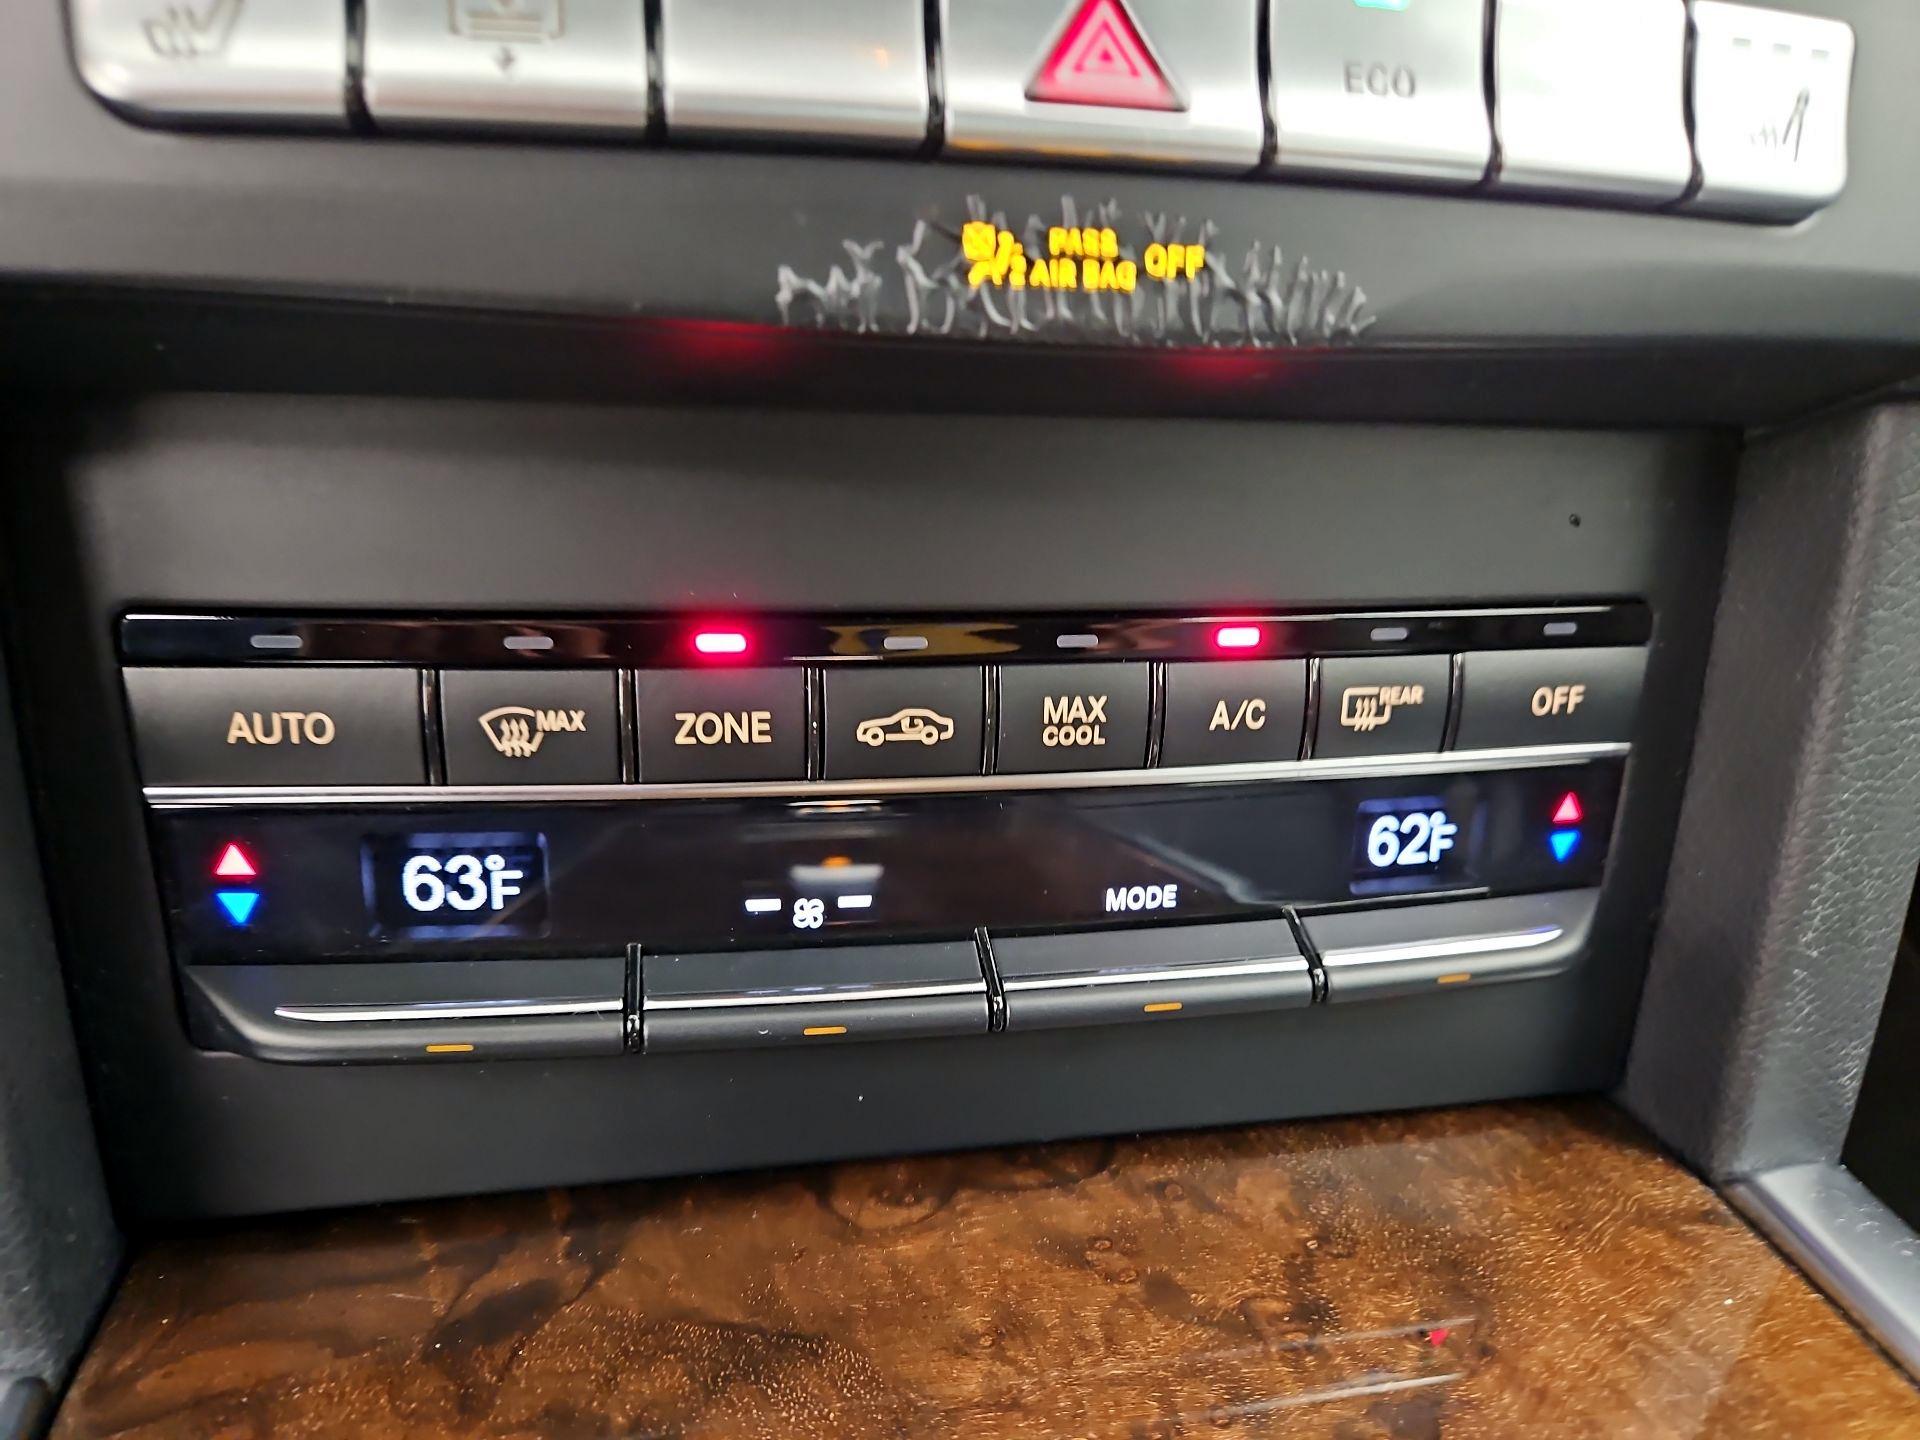 ECO
PASS
AIR BAG OFF
AUTO MAX ZONE MAX COOL A/C REAR OFF
63°F 62°F
MODE